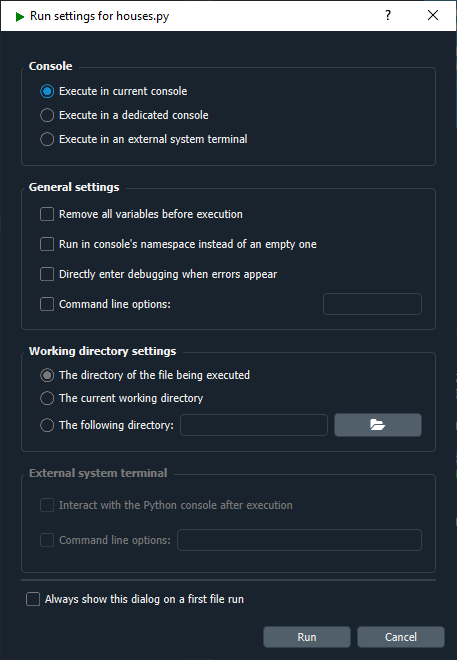 Run settings for houses.py
?
Console
Execute in current console
Execute in a dedicated console
Execute in an external system terminal
General settings
Remove all variables before execution
Run in console's namespace instead of an empty one
Directly enter debugging when errors appear
Command line options:
Working directory settings
The directory of the file being executed
The current working directory
The following directory:
External system terminal
Interact with the Python console after execution
Command line options:
Always show this dialog on a first file run
Run
Cancel